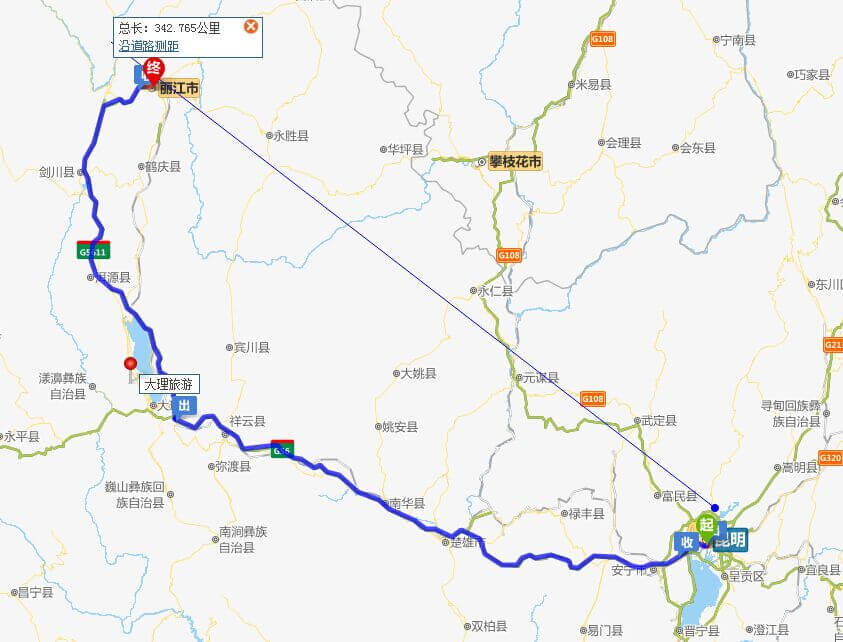 总长：342.765公里
沿道路测距
终
丽江市
G108
宁南县
巧家县
米易县
永胜县
华坪县
会理县
会东县
攀枝花市
剑川县
鹤庆县
G5611
洱源县
G108
永仁县
东川区
宾川县
大姚县
元谋县
漾濞彝族
自治县
大理旅游
出
G108
武定县
寻甸回族彝
族自治县
永平县
祥云县
姚安县
G56
弥渡县
G320
嵩明县
巍山彝族回
族自治县
南华县
富民县
禄丰县
起
昆明
收
南涧彝族
自治县
楚雄市
安宁市
呈贡区
宜良县
昌宁县
双柏县
易门县
晋宁县
澄江县